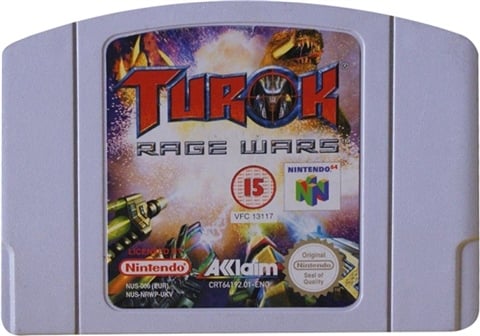 TUROK
RAGE WARS
15
VFC 13117
NINTENDO 64
N
LICENSED BY
Nintendo
NUS-006 (EUR)
NUS-NRWP-UKV
AKklaim
CRT64192.01-ENG
Original
Nintendo
Seal of
Quality